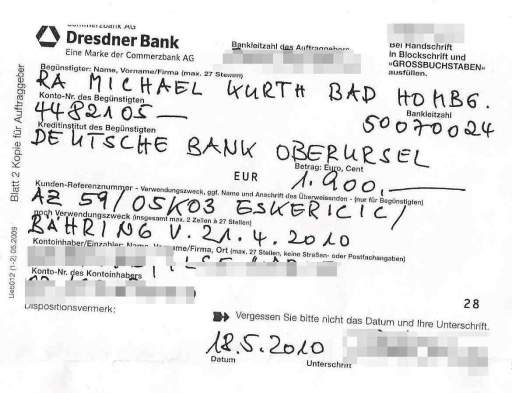 Commerzbank AG
Dresdner Bank
Eine Marke der Commerzbank AG
Bankleitzahl des Auftraggebers
Bei Handschrift
in Blockschrift und
»GROSSBUCHSTABEN«
ausfüllen.
Begünstigter: Name, Vorname/Firma (max. 27 Stellen)
RA MICHAEL KURTH BAD HOMBG.
Konto-Nr. des Begünstigten
Bankleitzahl
4482105—
50070024
Kreditinstitut des Begünstigten
DEUTSCHE BANK OBERURSEL
Betrag: Euro, Cent
EUR 1.900,—
Kunden-Referenznummer - Verwendungszweck, ggf. Name und Anschrift des Überweisenden - (nur für Begünstigten)
AZ 59/05K03 ESKERICIC/
noch Verwendungszweck (insgesamt max. 2 Zeilen à 27 Stellen)
BÄHRING V. 21.4.2010
Kontoinhaber/Einzahler: Name, Vorname/Firma, Ort (max. 27 Stellen, keine Straßen- oder Postfachangaben)
Konto-Nr. des Kontoinhabers
28
Dispositionsvermerk:
Vergessen Sie bitte nicht das Datum und Ihre Unterschrift.
18.5.2010
Datum
Unterschrift
Blatt 2 Kopie für Auftraggeber
Ueb012 (1-2) 05.2009